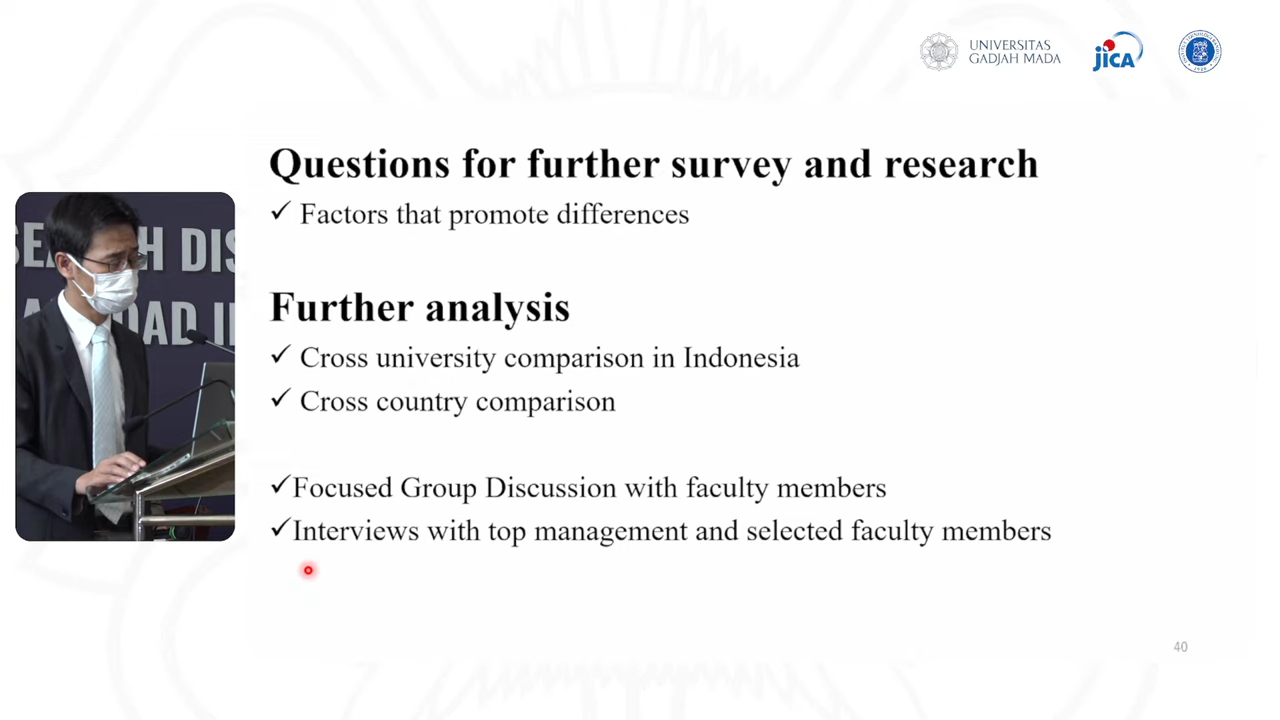 UNIVERSITAS
GADJAH MADA
JICA
Questions for further survey and research
✓ Factors that promote differences
Further analysis
✓ Cross university comparison in Indonesia
✓ Cross country comparison
✓Focused Group Discussion with faculty members
✓Interviews with top management and selected faculty members
40